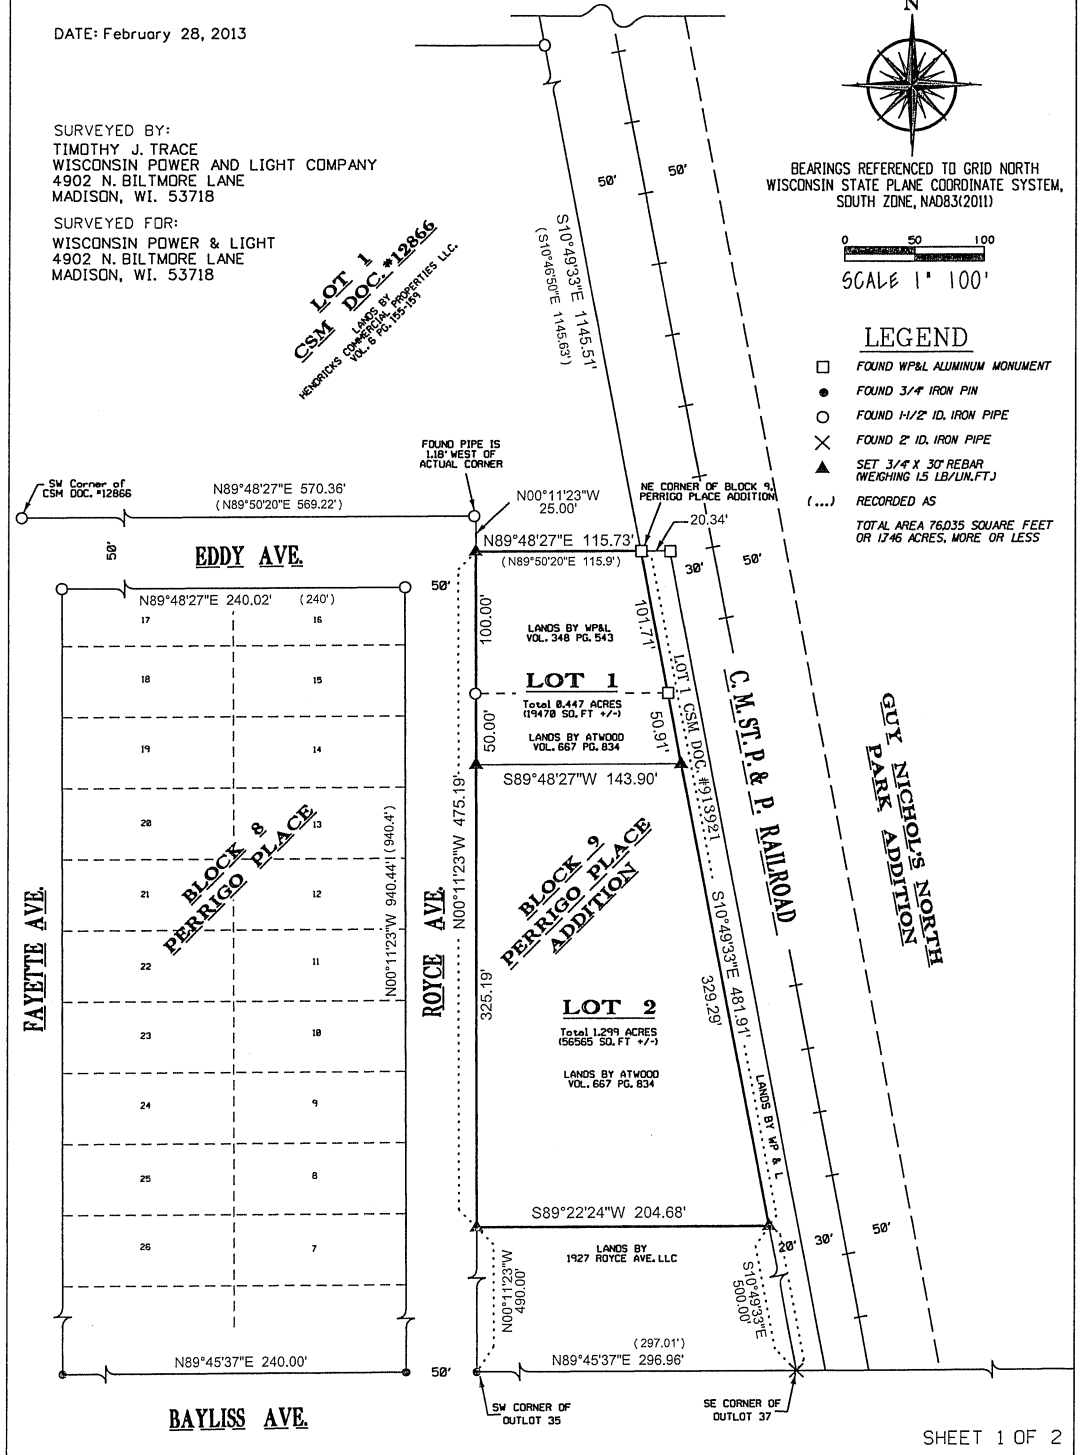 DATE: February 28, 2013
N
SURVEYED BY:
TIMOTHY J. TRACE
WISCONSIN POWER AND LIGHT COMPANY
4902 N. BILTMORE LANE
MADISON, WI. 53718
SURVEYED FOR:
WISCONSIN POWER & LIGHT
4902 N. BILTMORE LANE
MADISON, WI. 53718
BEARINGS REFERENCED TO GRID NORTH
WISCONSIN STATE PLANE COORDINATE SYSTEM,
SOUTH ZONE, NAD83(2011)
0 50 100
SCALE 1" 100'
LEGEND
FOUND WP&L ALUMINUM MONUMENT
FOUND 3/4" IRON PIN
FOUND 1-1/2" ID. IRON PIPE
FOUND 2" ID. IRON PIPE
SET 3/4" X 30" REBAR
(WEIGHING 1.5 LB/LIN.FT.)
(...) RECORDED AS
TOTAL AREA 76,035 SQUARE FEET
OR 1.746 ACRES, MORE OR LESS
LOT 1
CSM DOC. #12866
LANDS BY
HENDRICKS COMMERCIAL PROPERTIES LLC.
VOL. 6 PG. 155-159
50'
50'
S10°49'33"E 1145.51'
(S10°46'50"E 1145.63')
FOUND PIPE IS
1.18' WEST OF
ACTUAL CORNER
SW Corner of
CSM DOC. #12866
N89°48'27"E 570.36'
(N89°50'20"E 569.22')
N00°11'23"W
25.00'
NE CORNER OF BLOCK 9,
PERRIGO PLACE ADDITION
20.34'
50'
EDDY AVE.
N89°48'27"E 115.73'
(N89°50'20"E 115.9')
30'
50'
50'
N89°48'27"E 240.02' (240')
17 16
18 15
19 14
20 13
21 12
22 11
23 10
24 9
25 8
26 7
BLOCK 8
PERRIGO PLACE
N00°11'23"W 940.44' (940.4')
FAYETTE AVE.
ROYCE AVE.
N00°11'23"W 475.19'
100.00'
50.00'
325.19'
LANDS BY WP&L
VOL. 348 PG. 543
LOT 1
Total 0.447 ACRES
(19470 SQ. FT +/-)
LANDS BY ATWOOD
VOL. 667 PG. 834
101.71'
50.91'
S89°48'27"W 143.90'
LOT 1 CSM DOC. #913921
C. M. ST. P. & P. RAILROAD
GUY NICHOL'S NORTH
PARK ADDITION
BLOCK 9
PERRIGO PLACE
ADDITION
S10°49'33"E 481.91'
329.29'
LOT 2
Total 1.299 ACRES
(56565 SQ. FT +/-)
LANDS BY ATWOOD
VOL. 667 PG. 834
LANDS BY WP & L
S89°22'24"W 204.68'
LANDS BY
1927 ROYCE AVE. LLC
20' 30' 50'
N00°11'23"W
490.00'
S10°49'33"E
500.00'
(297.01')
N89°45'37"E 296.96'
N89°45'37"E 240.00'
50'
SW CORNER OF
OUTLOT 35
SE CORNER OF
OUTLOT 37
BAYLISS AVE.
SHEET 1 OF 2